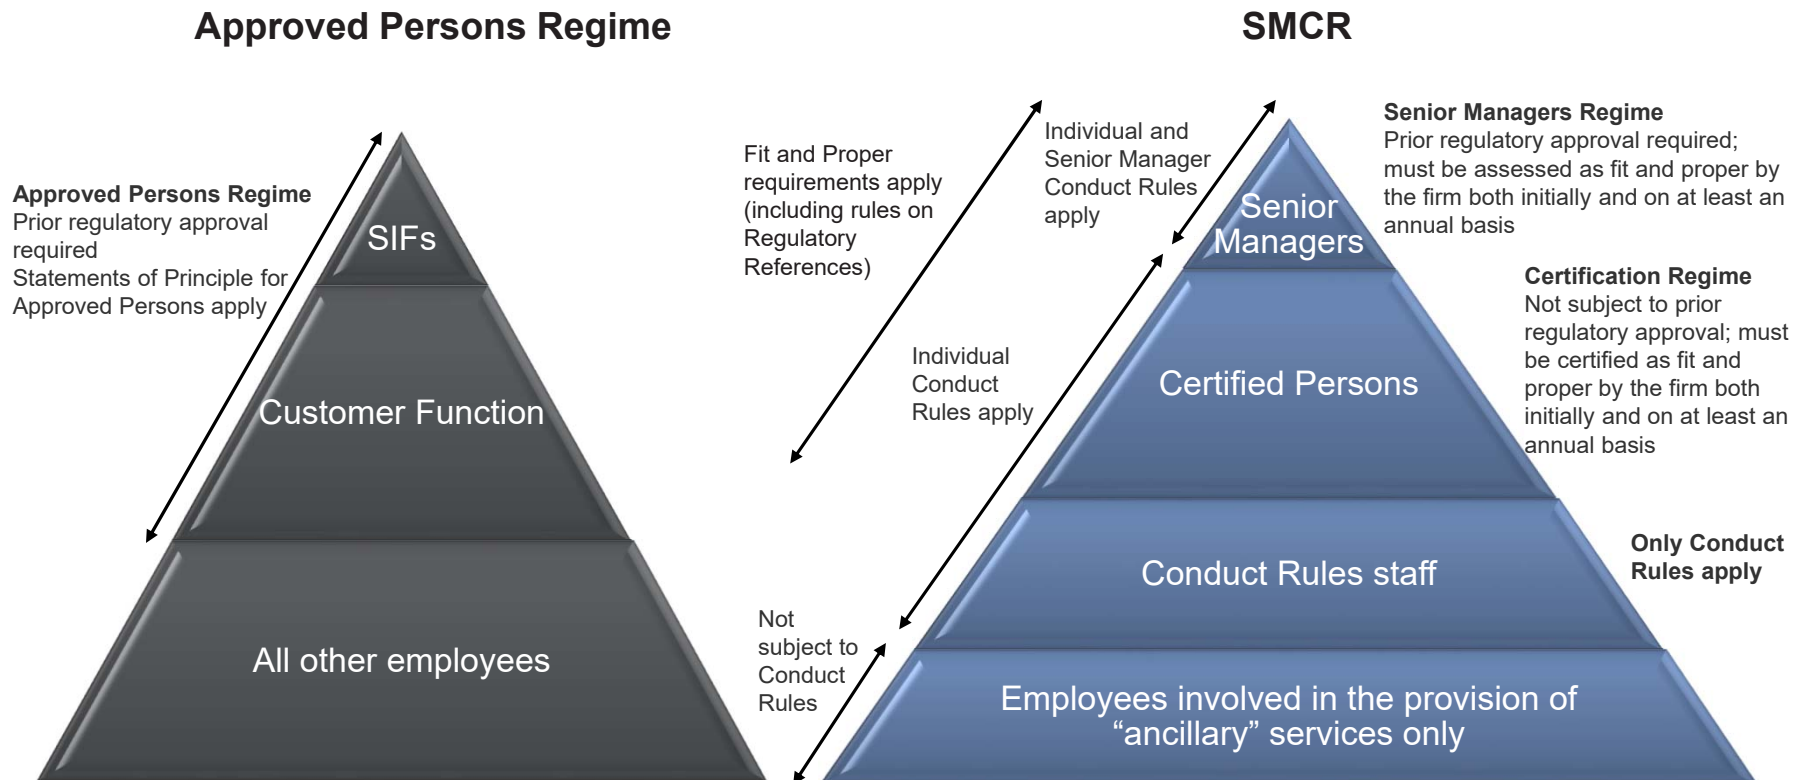 Approved Persons Regime
Approved Persons Regime
Prior regulatory approval
required
Statements of Principle for
Approved Persons apply
SIFs
Customer Function
All other employees
SMCR
Fit and Proper
requirements apply
(including rules on
Regulatory
References)
Individual and
Senior Manager
Conduct Rules
apply
Individual
Conduct
Rules apply
Not
subject to
Conduct
Rules
Senior
Managers
Certified Persons
Conduct Rules staff
Employees involved in the provision of
“ancillary” services only
Senior Managers Regime
Prior regulatory approval required;
must be assessed as fit and proper by
the firm both initially and on at least an
annual basis
Certification Regime
Not subject to prior
regulatory approval; must
be certified as fit and
proper by the firm both
initially and on at least an
annual basis
Only Conduct
Rules apply